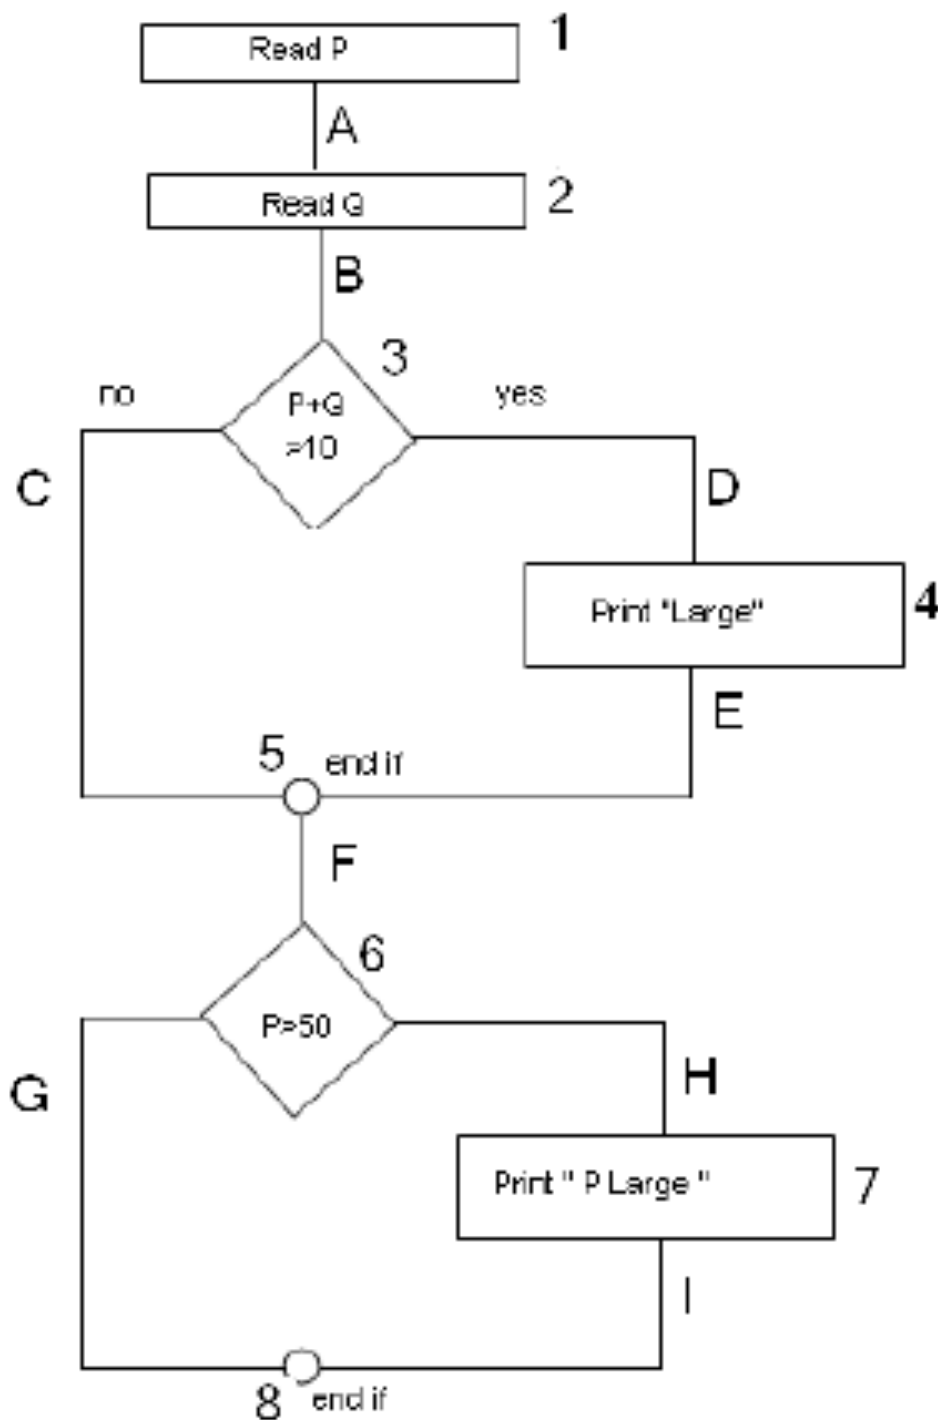 Read P
1
A
Read Q
2
B
3
no
yes
P+Q
>10
C
D
Print "Large"
4
E
5
end if
F
6
P>50
G
H
Print " P Large "
7
I
8
end if